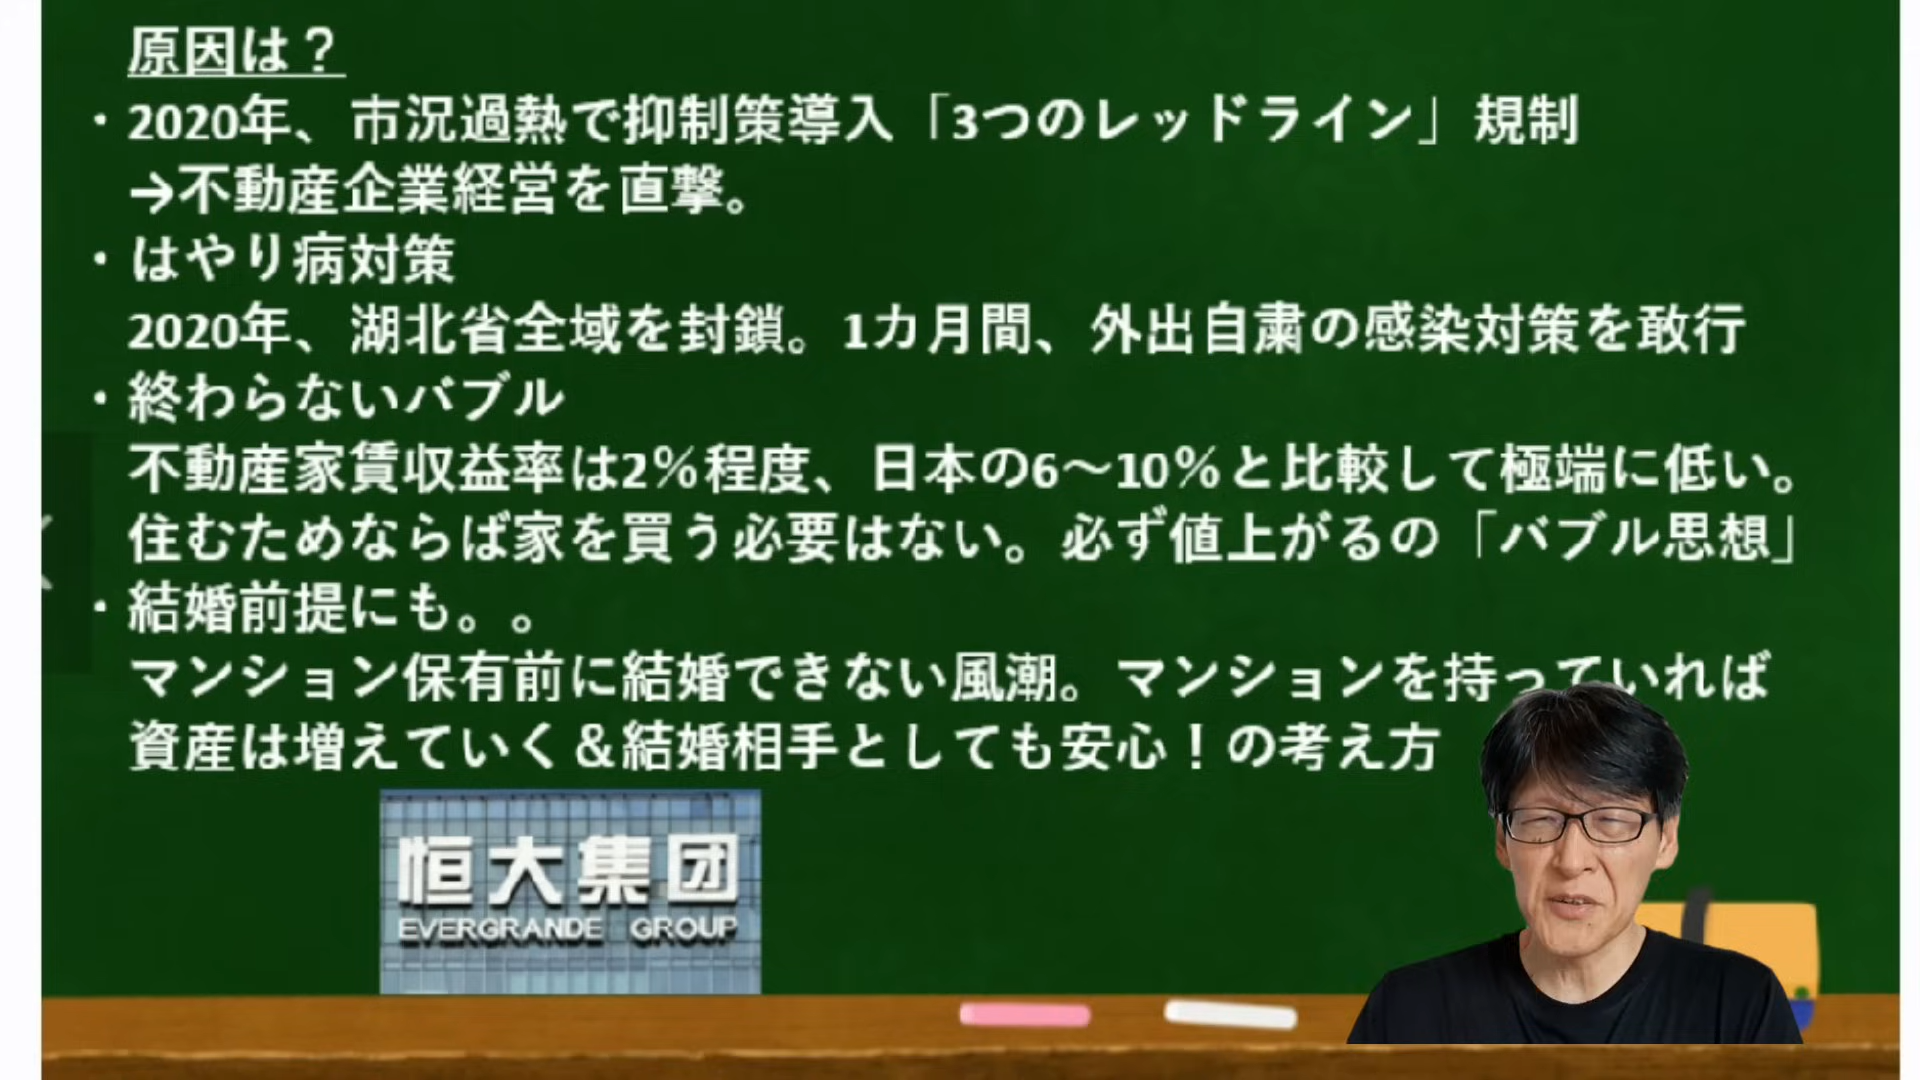 原因は？
・2020年、市況過熱で抑制策導入「3つのレッドライン」規制
→不動産企業経営を直撃。
・はやり病対策
2020年、湖北省全域を封鎖。1カ月間、外出自粛の感染対策を敢行
・終わらないバブル
不動産家賃収益率は2％程度、日本の6～10％と比較して極端に低い。
住むためならば家を買う必要はない。必ず値上がるの「バブル思想」
・結婚前提にも。。
マンション保有前に結婚できない風潮。マンションを持っていれば
資産は増えていく＆結婚相手としても安心！の考え方
恒大集团
EVERGRANDE GROUP